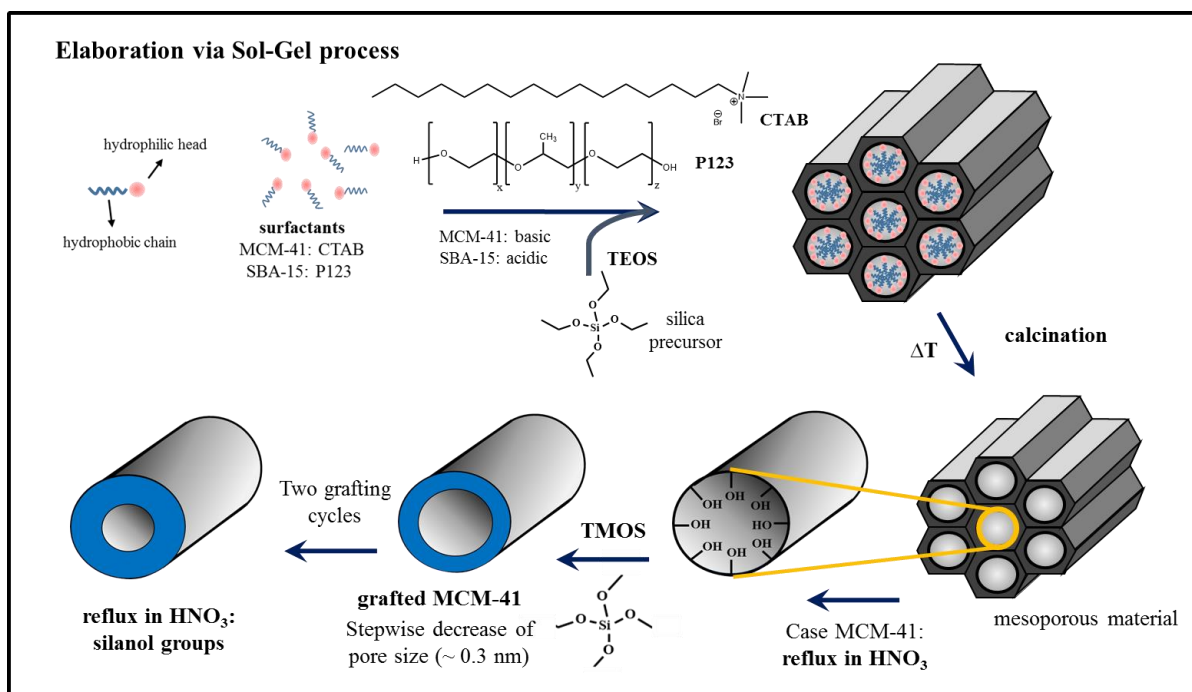 Elaboration via Sol-Gel process
hydrophilic head
hydrophobic chain
surfactants
MCM-41: CTAB
SBA-15: P123
N
⊕
⊖
Br
CTAB
H
O
x
O
CH3
y
O
OH
z
P123
MCM-41: basic
SBA-15: acidic
TEOS
O
O
Si
O
O
silica
precursor
ΔT
calcination
mesoporous material
Case MCM-41:
reflux in HNO3
OH
OH
OH
OH
OH
HO
OH
OH
OH
OH
TMOS
O
O
Si
O
O
grafted MCM-41
Stepwise decrease of
pore size (~ 0.3 nm)
Two grafting
cycles
reflux in HNO3:
silanol groups